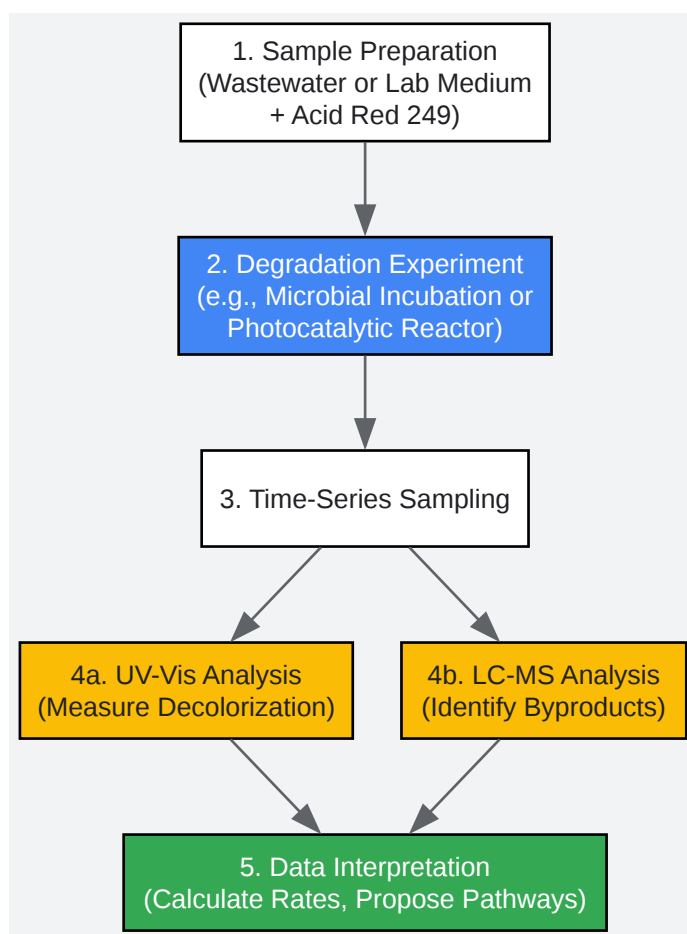 1. Sample Preparation
(Wastewater or Lab Medium
+ Acid Red 249)
2. Degradation Experiment
(e.g., Microbial Incubation or
Photocatalytic Reactor)
3. Time-Series Sampling
4a. UV-Vis Analysis
(Measure Decolorization)
4b. LC-MS Analysis
(Identify Byproducts)
5. Data Interpretation
(Calculate Rates, Propose Pathways)